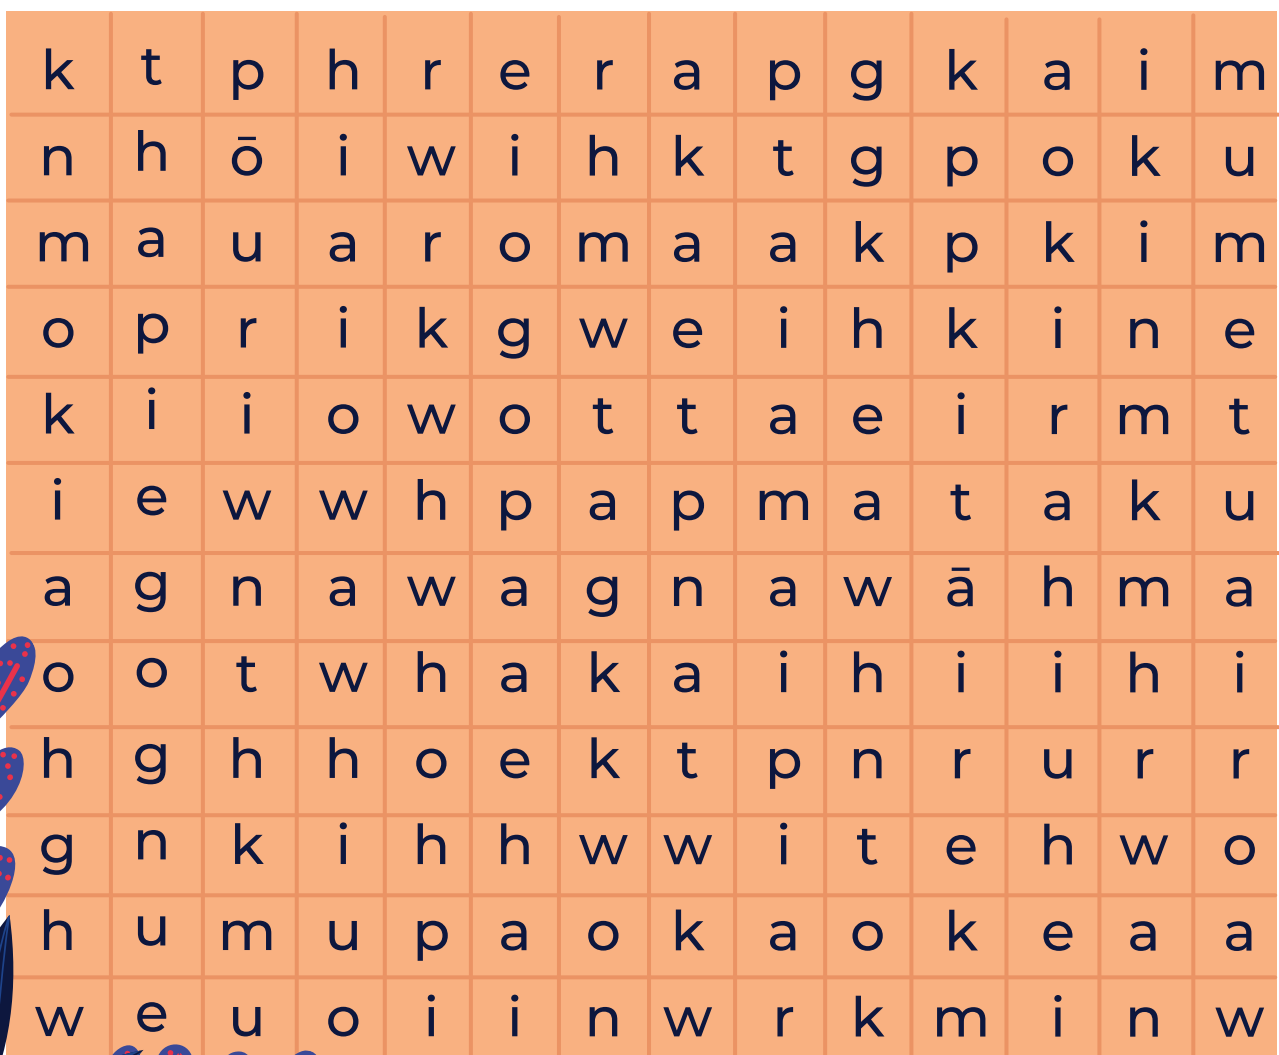 k t p h r e r a p g k a i m
n h ō i w i h k t g p o k u
m a u a r o m a a k p k i m
o p r i k g w e i h k i n e
k i i o w o t t a e i r m t
i e w w h p a p m a t a k u
a g n a w a g n a w ā h m a
o o t w h a k a i h i i h i
h g h h o e k t p n r u r r
g n k i h h w w i t e h w o
h u m u p a o k a o k e a a
w e u o i i n w r k m i n w